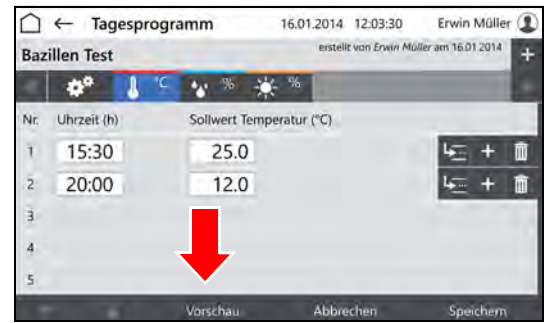 Tagesprogramm 16.01.2014 12:03:30 Erwin Müller
Bazillen Test erstellt von Erwin Müller am 16.01.2014
°C % %
Nr. Uhrzeit (h) Sollwert Temperatur (°C)
1 15:30 25.0
2 20:00 12.0
3
4
5
Vorschau Abbrechen Speichern